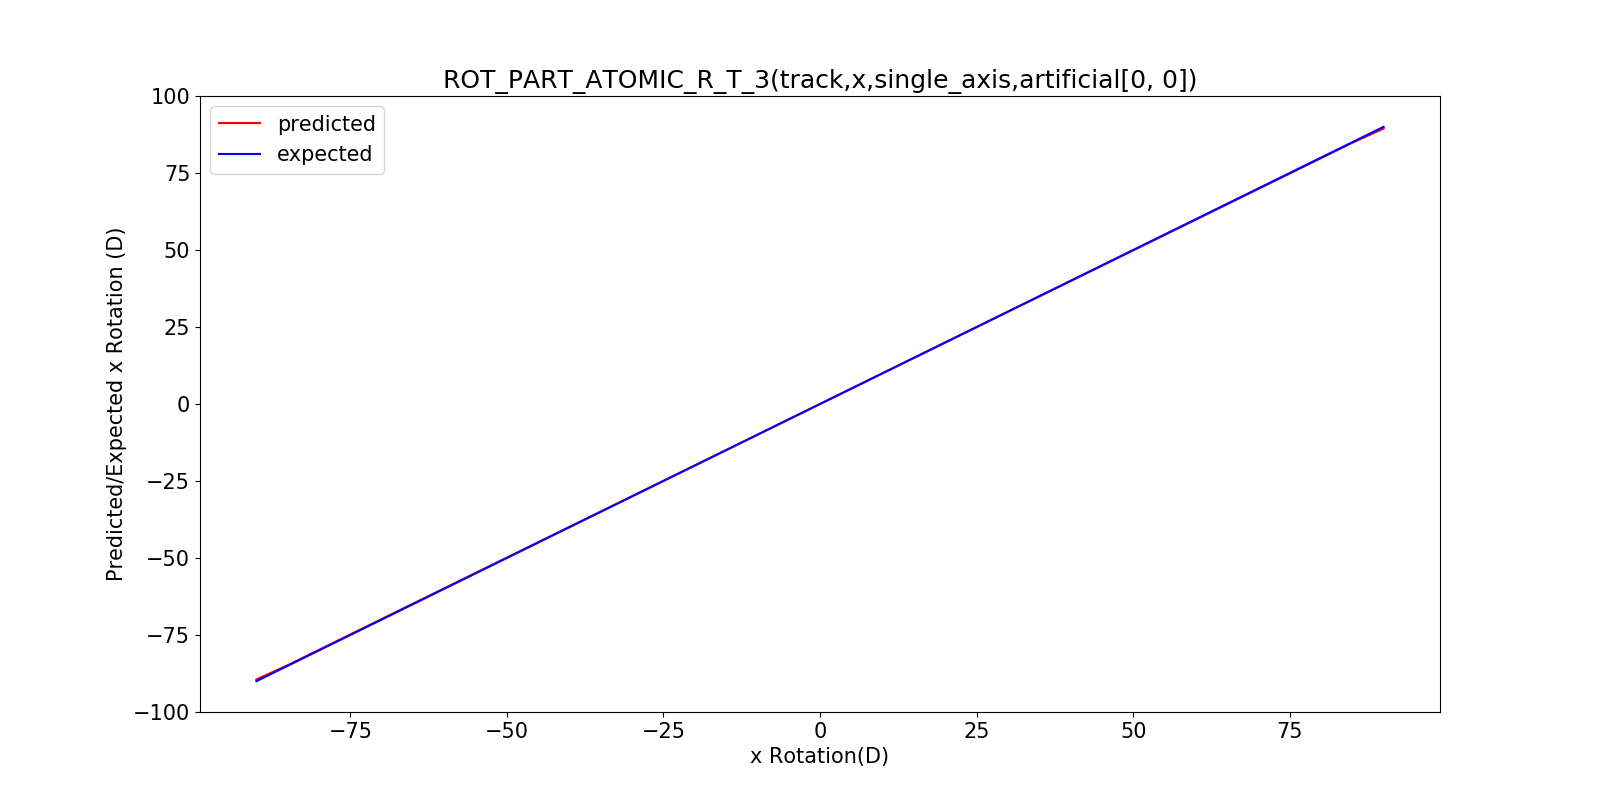 ROT_PART_ATOMIC_R_T_3(track,x,single_axis,artificial[0, 0])
predicted
expected
Predicted/Expected x Rotation (D)
100
75
50
25
0
−25
−50
−75
−100
−75 −50 −25 0 25 50 75
x Rotation(D)